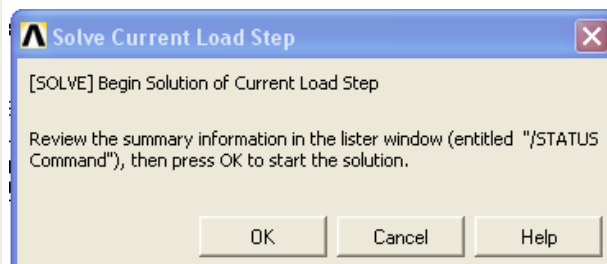 Solve Current Load Step
[SOLVE] Begin Solution of Current Load Step
Review the summary information in the lister window (entitled "/STATUS
Command"), then press OK to start the solution.
OK Cancel Help